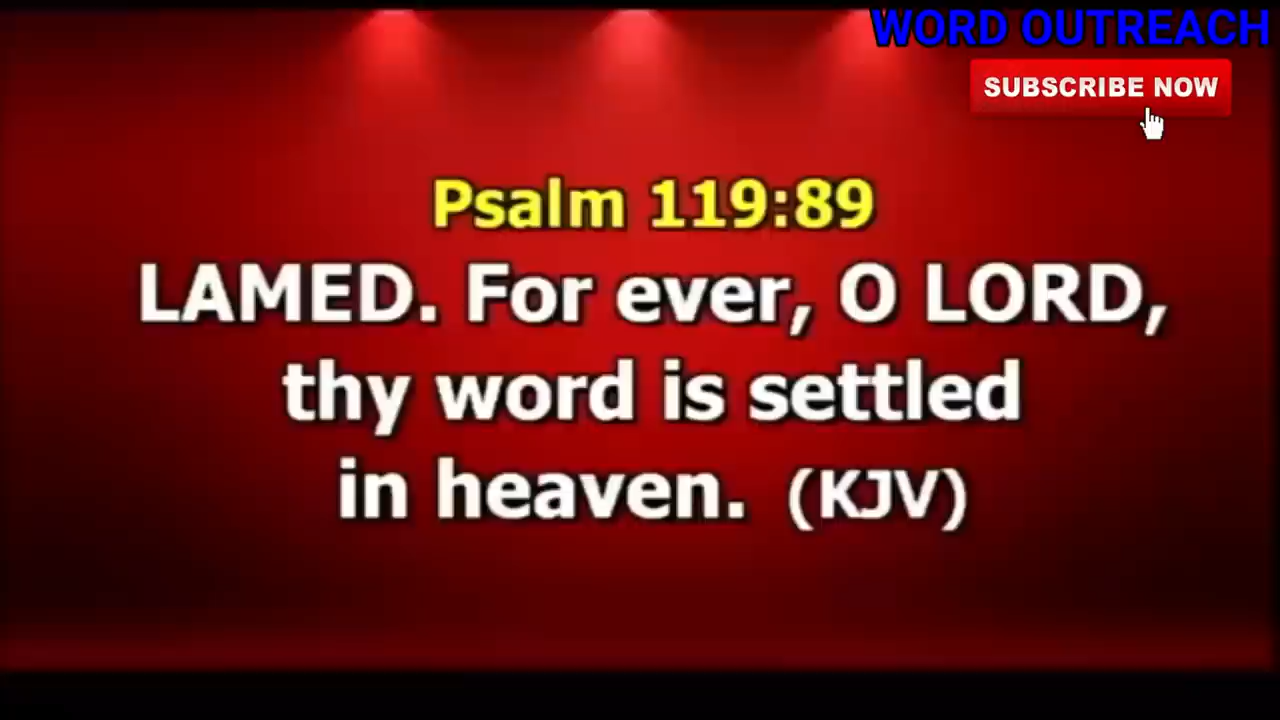 WORD OUTREACH
SUBSCRIBE NOW
Psalm 119:89
LAMED. For ever, O LORD,
thy word is settled
in heaven. (KJV)